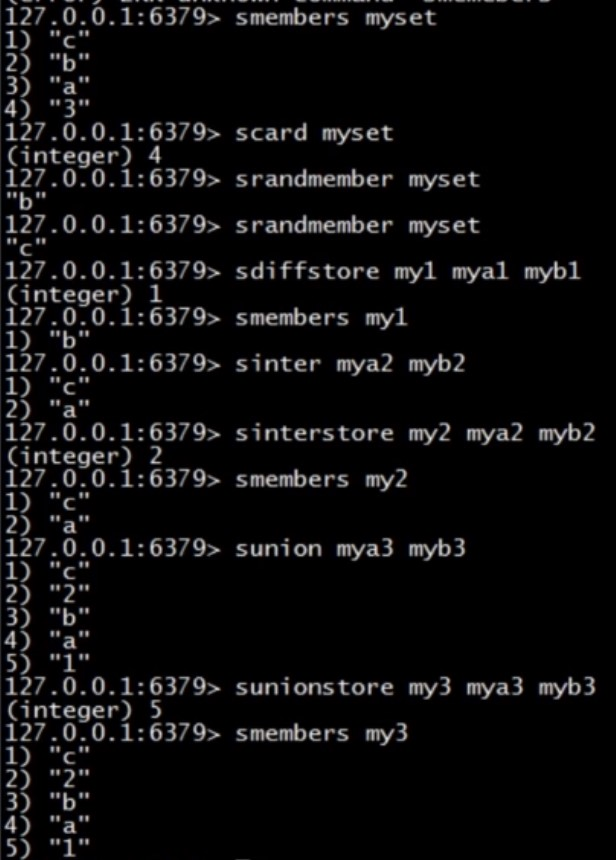 127.0.0.1:6379> smembers myset
1) "c"
2) "b"
3) "a"
4) "3"
127.0.0.1:6379> scard myset
(integer) 4
127.0.0.1:6379> srandmember myset
"b"
127.0.0.1:6379> srandmember myset
"c"
127.0.0.1:6379> sdiffstore my1 mya1 myb1
(integer) 1
127.0.0.1:6379> smembers my1
1) "b"
127.0.0.1:6379> sinter mya2 myb2
1) "c"
2) "a"
127.0.0.1:6379> sinterstore my2 mya2 myb2
(integer) 2
127.0.0.1:6379> smembers my2
1) "c"
2) "a"
127.0.0.1:6379> sunion mya3 myb3
1) "c"
2) "2"
3) "b"
4) "a"
5) "1"
127.0.0.1:6379> sunionstore my3 mya3 myb3
(integer) 5
127.0.0.1:6379> smembers my3
1) "c"
2) "2"
3) "b"
4) "a"
5) "1"